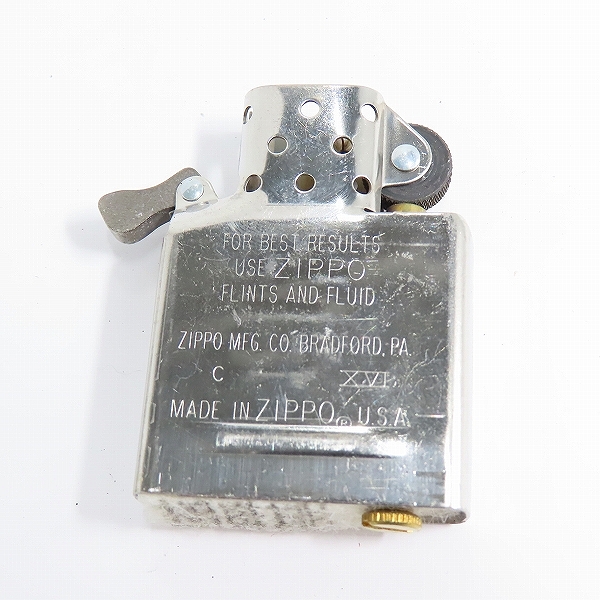 FOR BEST RESULTS
USE ZIPPO
FLINTS AND FLUID
ZIPPO MFG. CO. BRADFORD, PA.
C XVI
MADE IN ZIPPO® U.S.A.